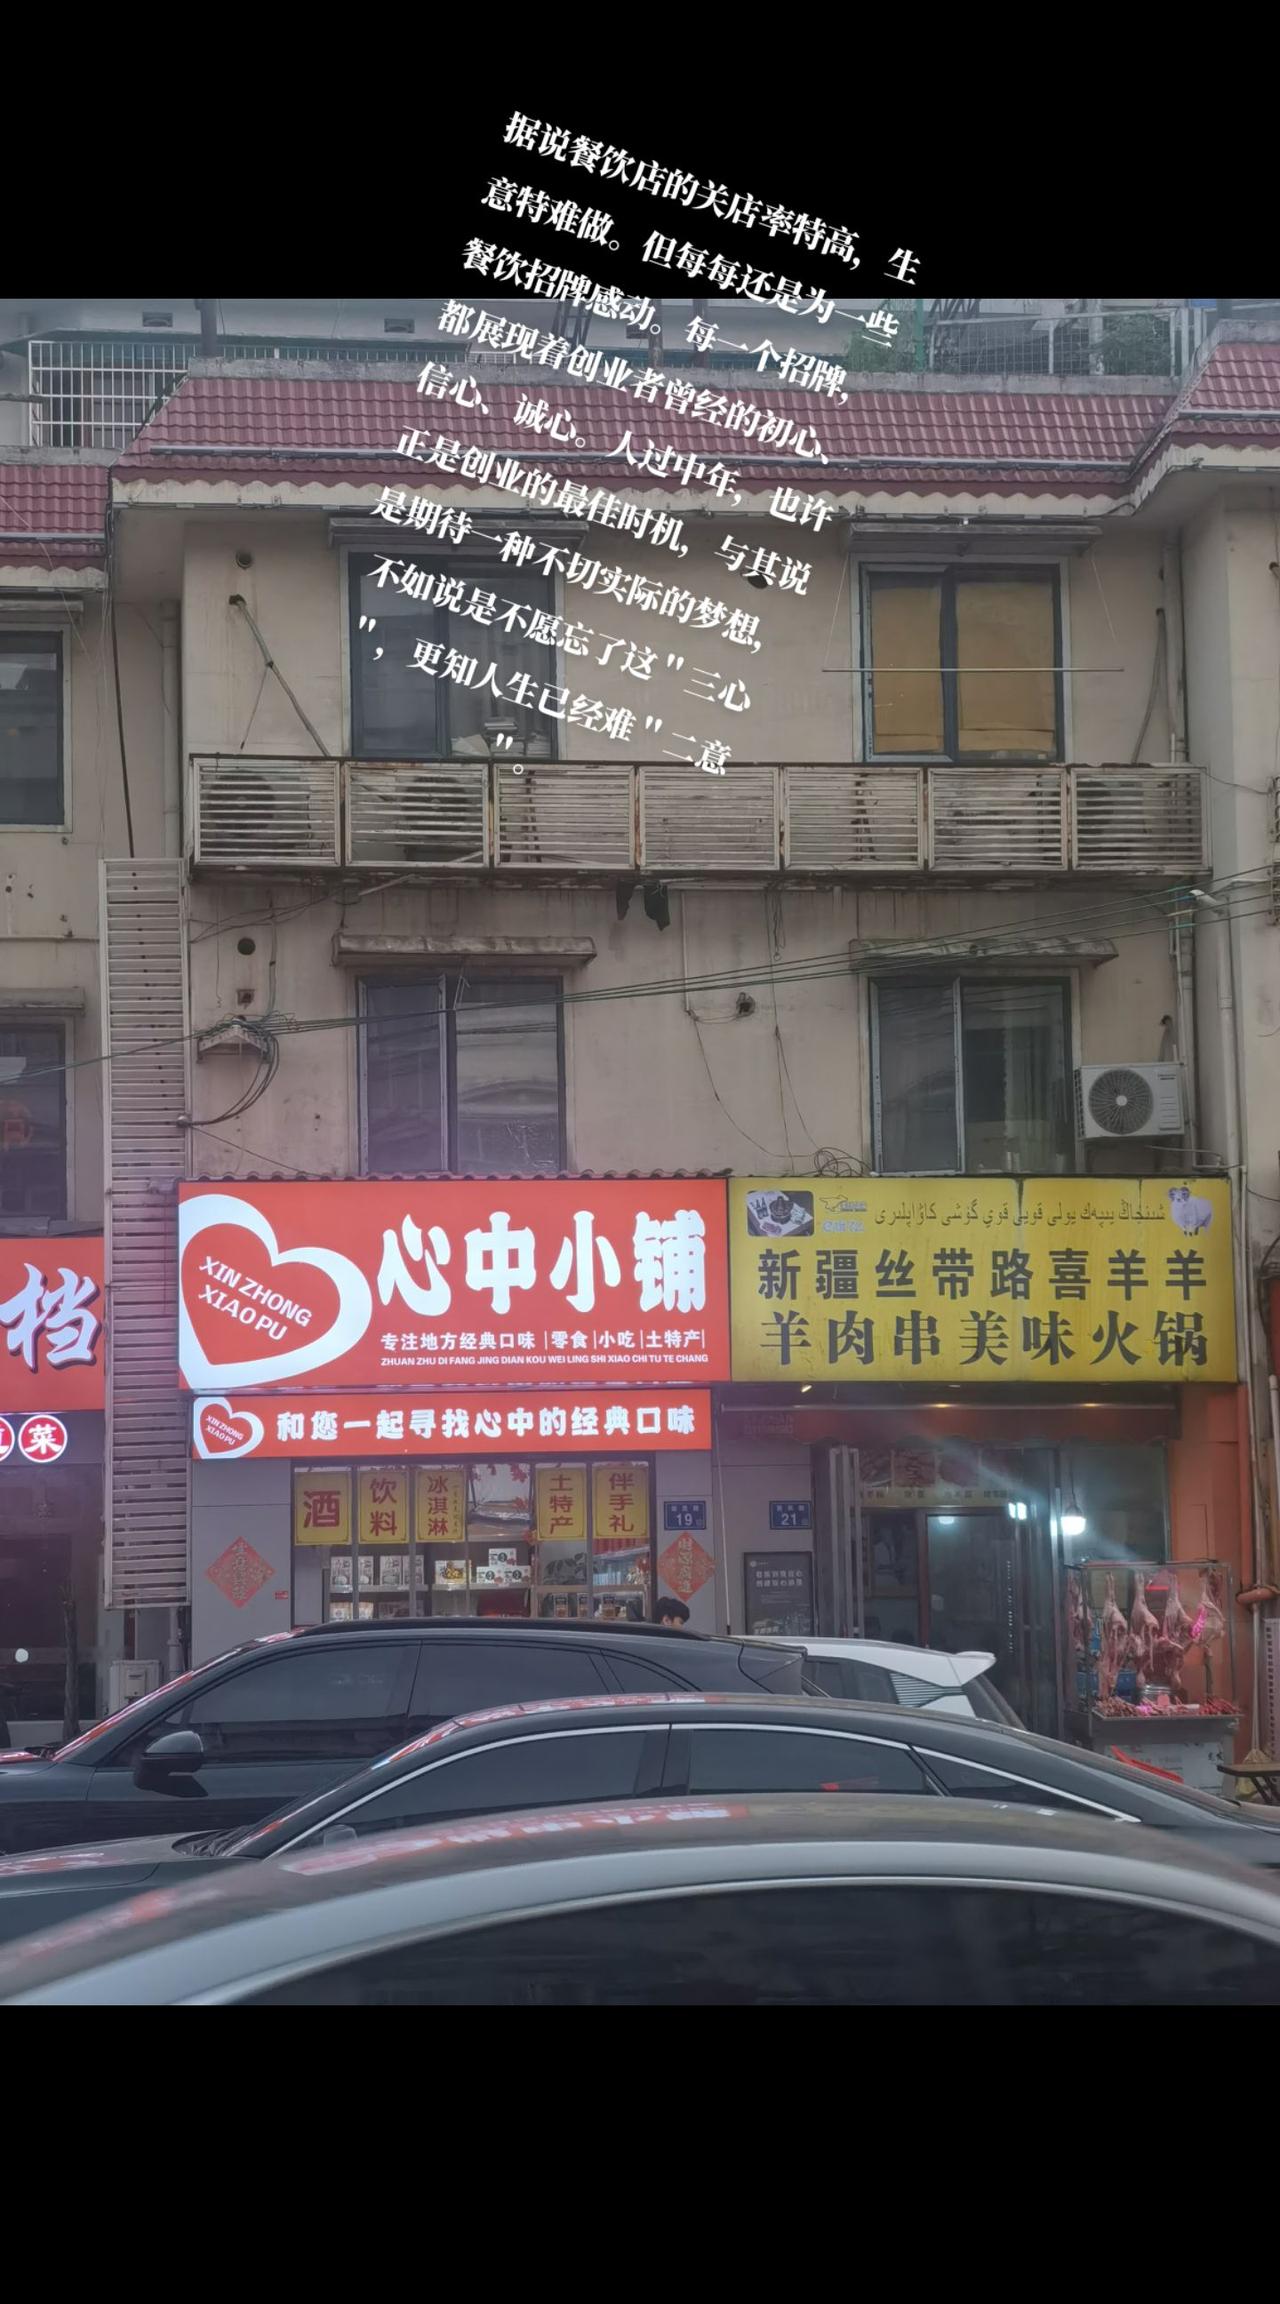 据说餐饮店的关店率特高，生
意特难做。但每每还是为一些
餐饮招牌感动。每一个招牌，
都展现着创业者曾经的初心、
信心、诚心。人过中年，也许
正是创业的最佳时机，与其说
是期待一种不切实际的梦想，
不如说是不愿忘了这＂三心
＂，更知人生已经难＂二意
＂。
档
菜
XIN ZHONG
XIAO PU
心中小铺
专注地方经典口味|零食|小吃|土特产|
ZHUAN ZHU DI FANG JING DIAN KOU WEI LING SHI XIAO CHI TU TE CHANG
XIN ZHONG
XIAO PU
和您一起寻找心中的经典口味
酒
饮料
冰淇淋
土特产
伴手礼
19
21
新疆丝带路喜羊羊
羊肉串美味火锅